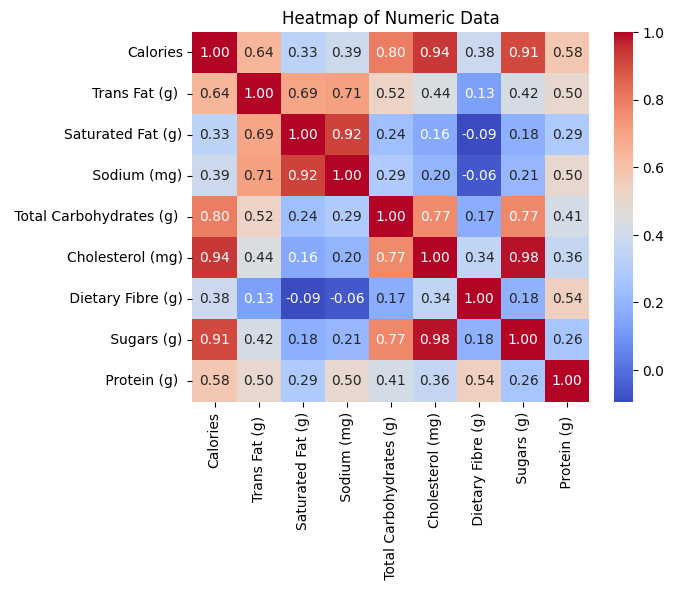 Heatmap of Numeric Data
Calories 1.00 0.64 0.33 0.39 0.80 0.94 0.38 0.91 0.58
Trans Fat (g) 0.64 1.00 0.69 0.71 0.52 0.44 0.13 0.42 0.50
Saturated Fat (g) 0.33 0.69 1.00 0.92 0.24 0.16 -0.09 0.18 0.29
Sodium (mg) 0.39 0.71 0.92 1.00 0.29 0.20 -0.06 0.21 0.50
Total Carbohydrates (g) 0.80 0.52 0.24 0.29 1.00 0.77 0.17 0.77 0.41
Cholesterol (mg) 0.94 0.44 0.16 0.20 0.77 1.00 0.34 0.98 0.36
Dietary Fibre (g) 0.38 0.13 -0.09 -0.06 0.17 0.34 1.00 0.18 0.54
Sugars (g) 0.91 0.42 0.18 0.21 0.77 0.98 0.18 1.00 0.26
Protein (g) 0.58 0.50 0.29 0.50 0.41 0.36 0.54 0.26 1.00
Calories
Trans Fat (g)
Saturated Fat (g)
Sodium (mg)
Total Carbohydrates (g)
Cholesterol (mg)
Dietary Fibre (g)
Sugars (g)
Protein (g)
1.0
0.8
0.6
0.4
0.2
0.0